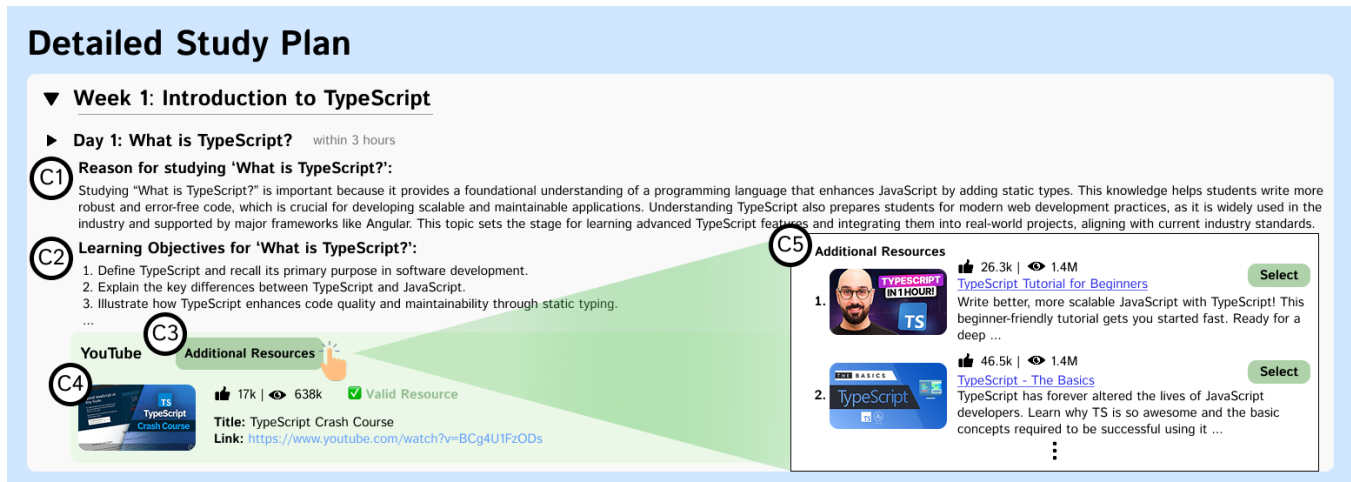 Detailed Study Plan
Week 1: Introduction to TypeScript
Day 1: What is TypeScript? within 3 hours
C1
Reason for studying ‘What is TypeScript?’:
Studying “What is TypeScript?” is important because it provides a foundational understanding of a programming language that enhances JavaScript by adding static types. This knowledge helps students write more
robust and error-free code, which is crucial for developing scalable and maintainable applications. Understanding TypeScript also prepares students for modern web development practices, as it is widely used in the
industry and supported by major frameworks like Angular. This topic sets the stage for learning advanced TypeScript features and integrating them into real-world projects, aligning with current industry standards.
C2
Learning Objectives for ‘What is TypeScript?’:
1. Define TypeScript and recall its primary purpose in software development.
2. Explain the key differences between TypeScript and JavaScript.
3. Illustrate how TypeScript enhances code quality and maintainability through static typing.
...
C3
YouTube
Additional Resources
C4
TS
TypeScript
Crash Course
17k | 638k Valid Resource
Title: TypeScript Crash Course
Link: https://www.youtube.com/watch?v=BCg4U1FzODs
C5
Additional Resources
1.
TYPESCRIPT
IN 1 HOUR!
TS
26.3k | 1.4M
TypeScript Tutorial for Beginners
Select
Write better, more scalable JavaScript with TypeScript! This
beginner-friendly tutorial gets you started fast. Ready for a
deep ...
2.
THE BASICS
TypeScript
TS
46.5k | 1.4M
TypeScript - The Basics
Select
TypeScript has forever altered the lives of JavaScript
developers. Learn why TS is so awesome and the basic
concepts required to be successful using it ...